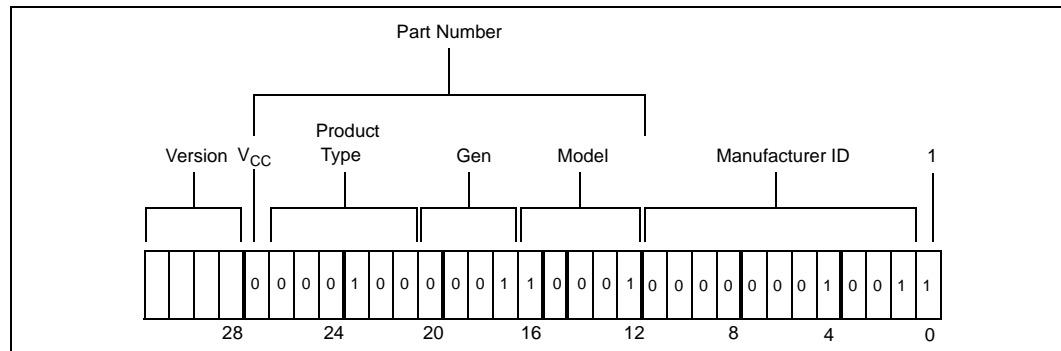 Part Number
Product
Version VCC Type Gen Model Manufacturer ID 1
0 0 0 0 1 0 0 0 0 0 1 1 0 0 0 1 0 0 0 0 0 0 0 1 0 0 1 1
28 24 20 16 12 8 4 0